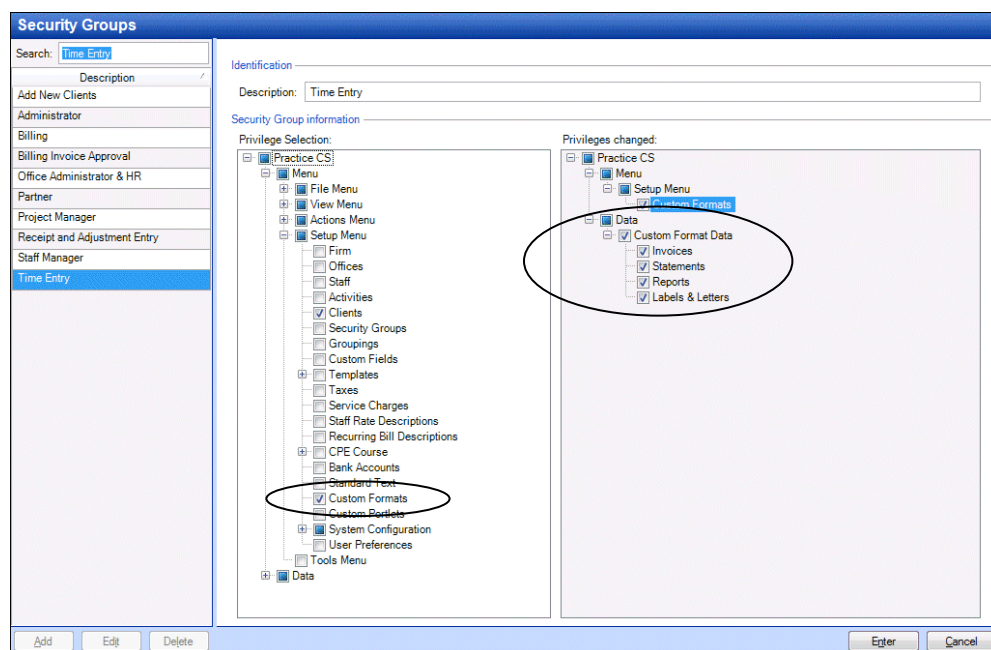 Security Groups
Search: Time Entry
Description
Add New Clients
Administrator
Billing
Billing Invoice Approval
Office Administrator & HR
Partner
Project Manager
Receipt and Adjustment Entry
Staff Manager
Time Entry
Identification
Description: Time Entry
Security Group information
Privilege Selection:
Practice CS
Menu
File Menu
View Menu
Actions Menu
Setup Menu
Firm
Offices
Staff
Activities
Clients
Security Groups
Groupings
Custom Fields
Templates
Taxes
Service Charges
Staff Rate Descriptions
Recurring Bill Descriptions
CPE Course
Bank Accounts
Standard Text
Custom Formats
Custom Portlets
System Configuration
User Preferences
Tools Menu
Data
Privileges changed:
Practice CS
Menu
Setup Menu
Custom Formats
Data
Custom Format Data
Invoices
Statements
Reports
Labels & Letters
Add Edit Delete
Enter Cancel